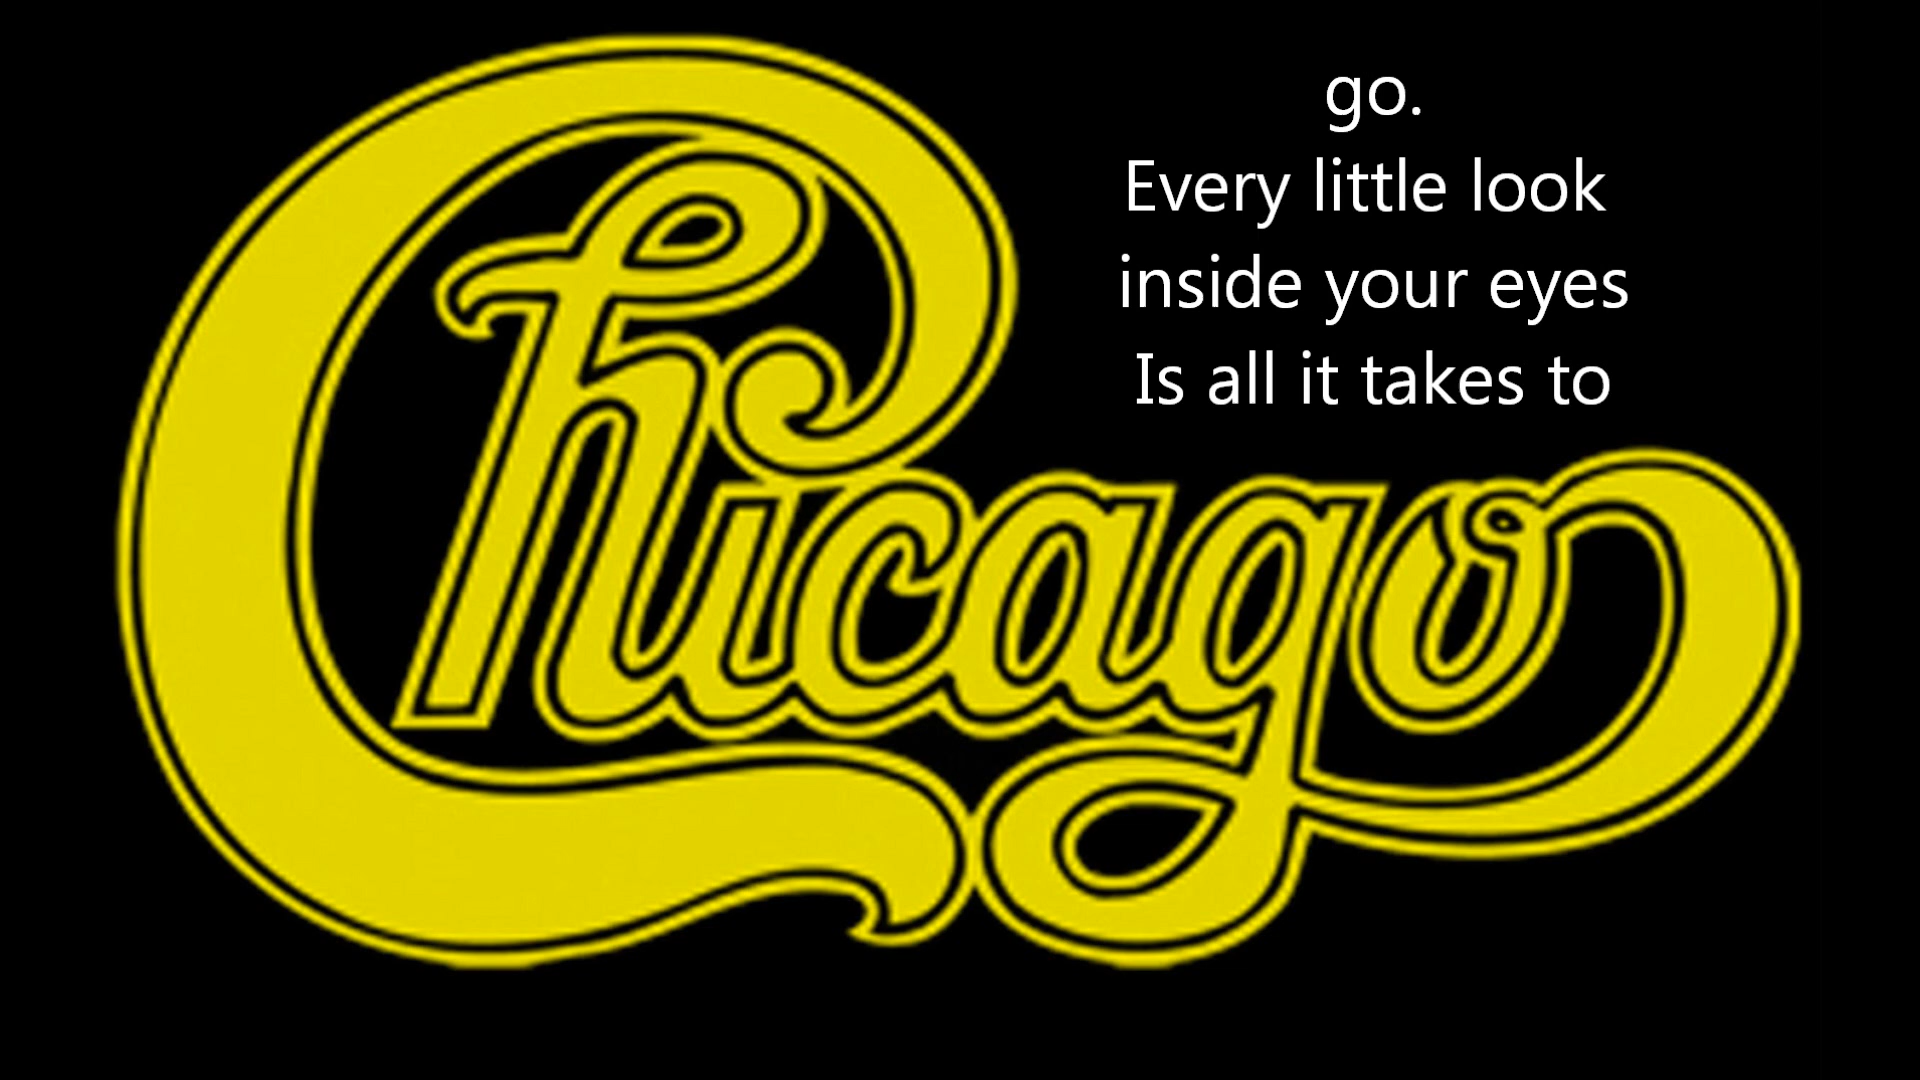 go.
Every little look
inside your eyes
Is all it takes to
Chicago